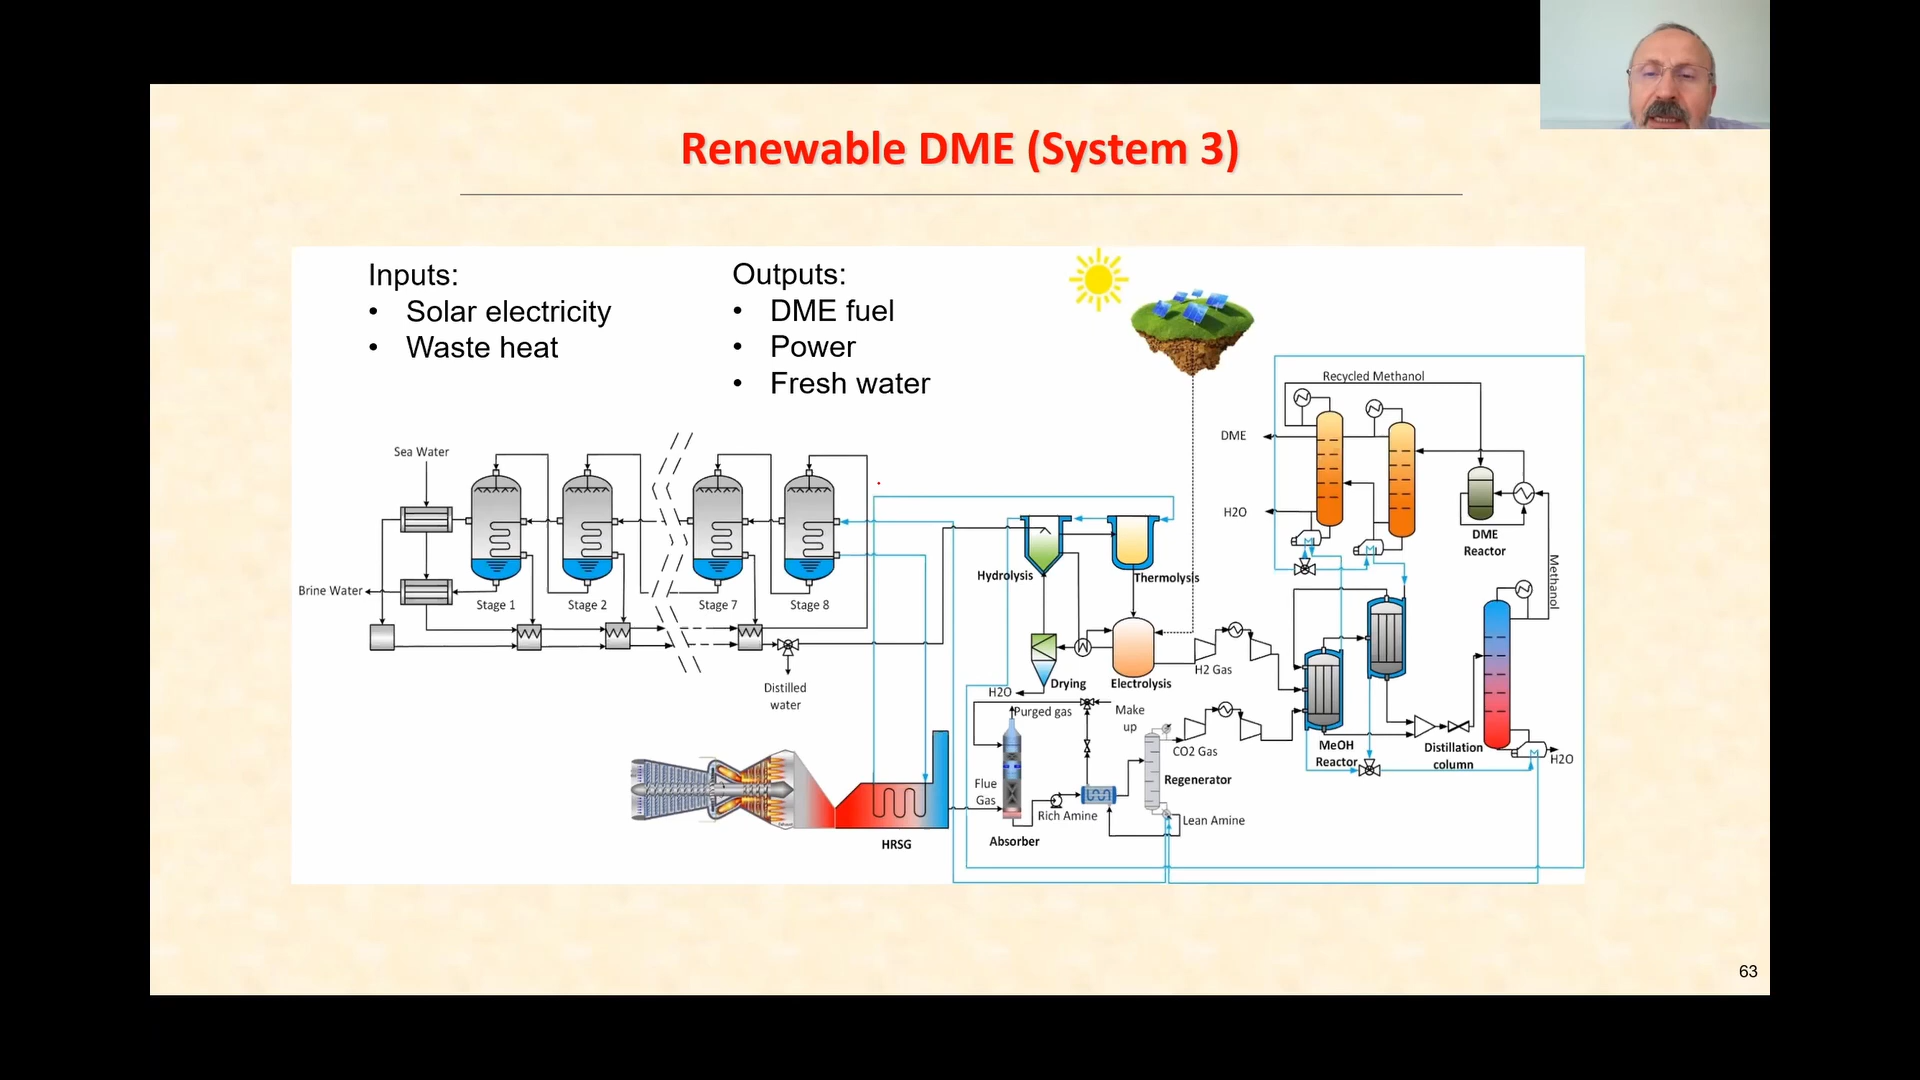 Renewable DME (System 3)
Inputs:
• Solar electricity
• Waste heat
Outputs:
• DME fuel
• Power
• Fresh water
Recycled Methanol
DME
H2O
DME
Reactor
Methanol
Sea Water
Brine Water
Stage 1
Stage 2
Stage 7
Stage 8
Distilled
water
Hydrolysis
Thermolysis
H2O
Drying
Electrolysis
H2 Gas
Purged gas
Make
up
CO2 Gas
MeOH
Reactor
Distillation
column
H2O
Flue
Gas
Rich Amine
Regenerator
Lean Amine
HRSG
Absorber
63